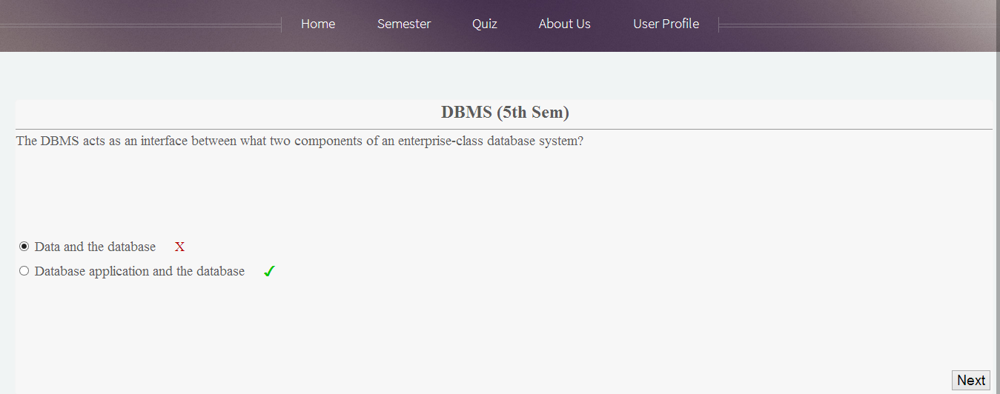 Home Semester Quiz About Us User Profile
DBMS (5th Sem)
The DBMS acts as an interface between what two components of an enterprise-class database system?
Data and the database X
Database application and the database ✓
Next